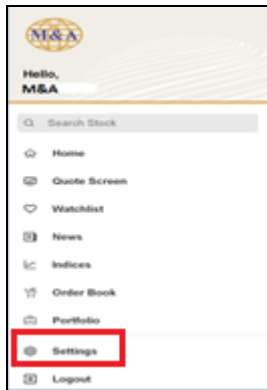 M&A
Hello,
M&A
Search Stock
Home
Quote Screen
Watchlist
News
Indices
Order Book
Portfolio
Settings
Logout